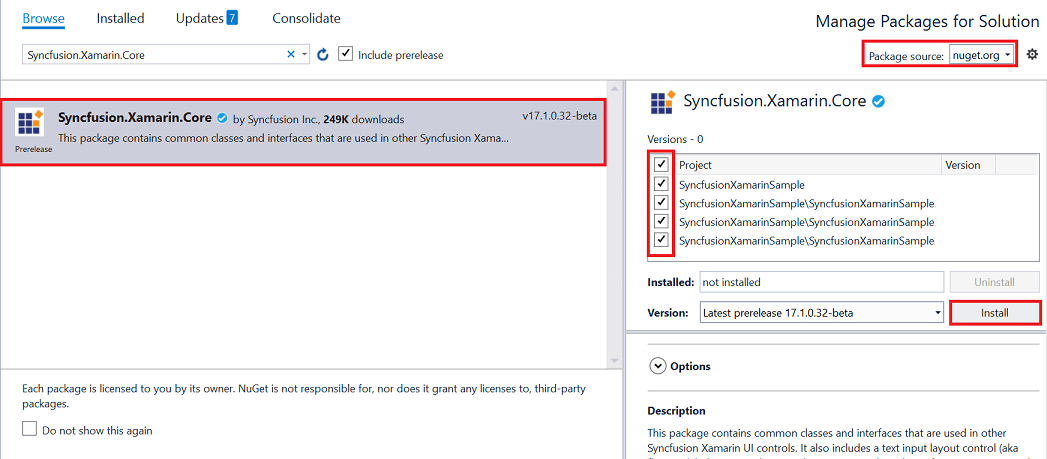 Browse Installed Updates 7 Consolidate
Manage Packages for Solution
Syncfusion.Xamarin.Core
Include prerelease
Package source: nuget.org
Syncfusion.Xamarin.Core by Syncfusion Inc., 249K downloads v17.1.0.32-beta
This package contains common classes and interfaces that are used in other Syncfusion Xama...
Prerelease
Each package is licensed to you by its owner. NuGet is not responsible for, nor does it grant any licenses to, third-party
packages.
Do not show this again
Syncfusion.Xamarin.Core
Versions - 0
Project Version
SyncfusionXamarinSample
SyncfusionXamarinSample\SyncfusionXamarinSample
SyncfusionXamarinSample\SyncfusionXamarinSample
SyncfusionXamarinSample\SyncfusionXamarinSample
Installed: not installed Uninstall
Version: Latest prerelease 17.1.0.32-beta Install
Options
Description
This package contains common classes and interfaces that are used in other
Syncfusion Xamarin UI controls. It also includes a text input layout control (aka